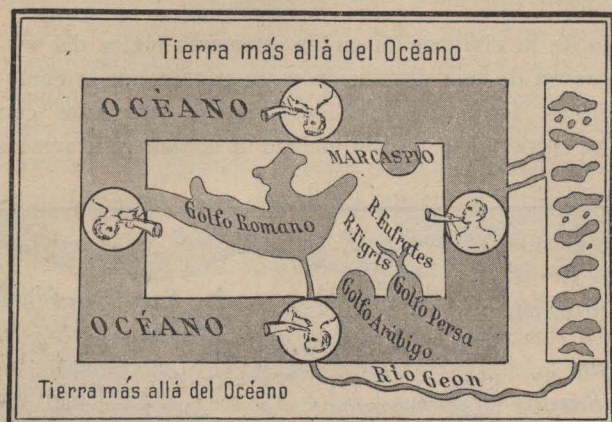 Tierra más allá del Océano
OCÉANO
MAR CASPIO
Golfo Romano
R. Eufrates
R. Tigris
Golfo Persa
Golfo Arábigo
OCÉANO
Rio Geon
Tierra más allá del Océano